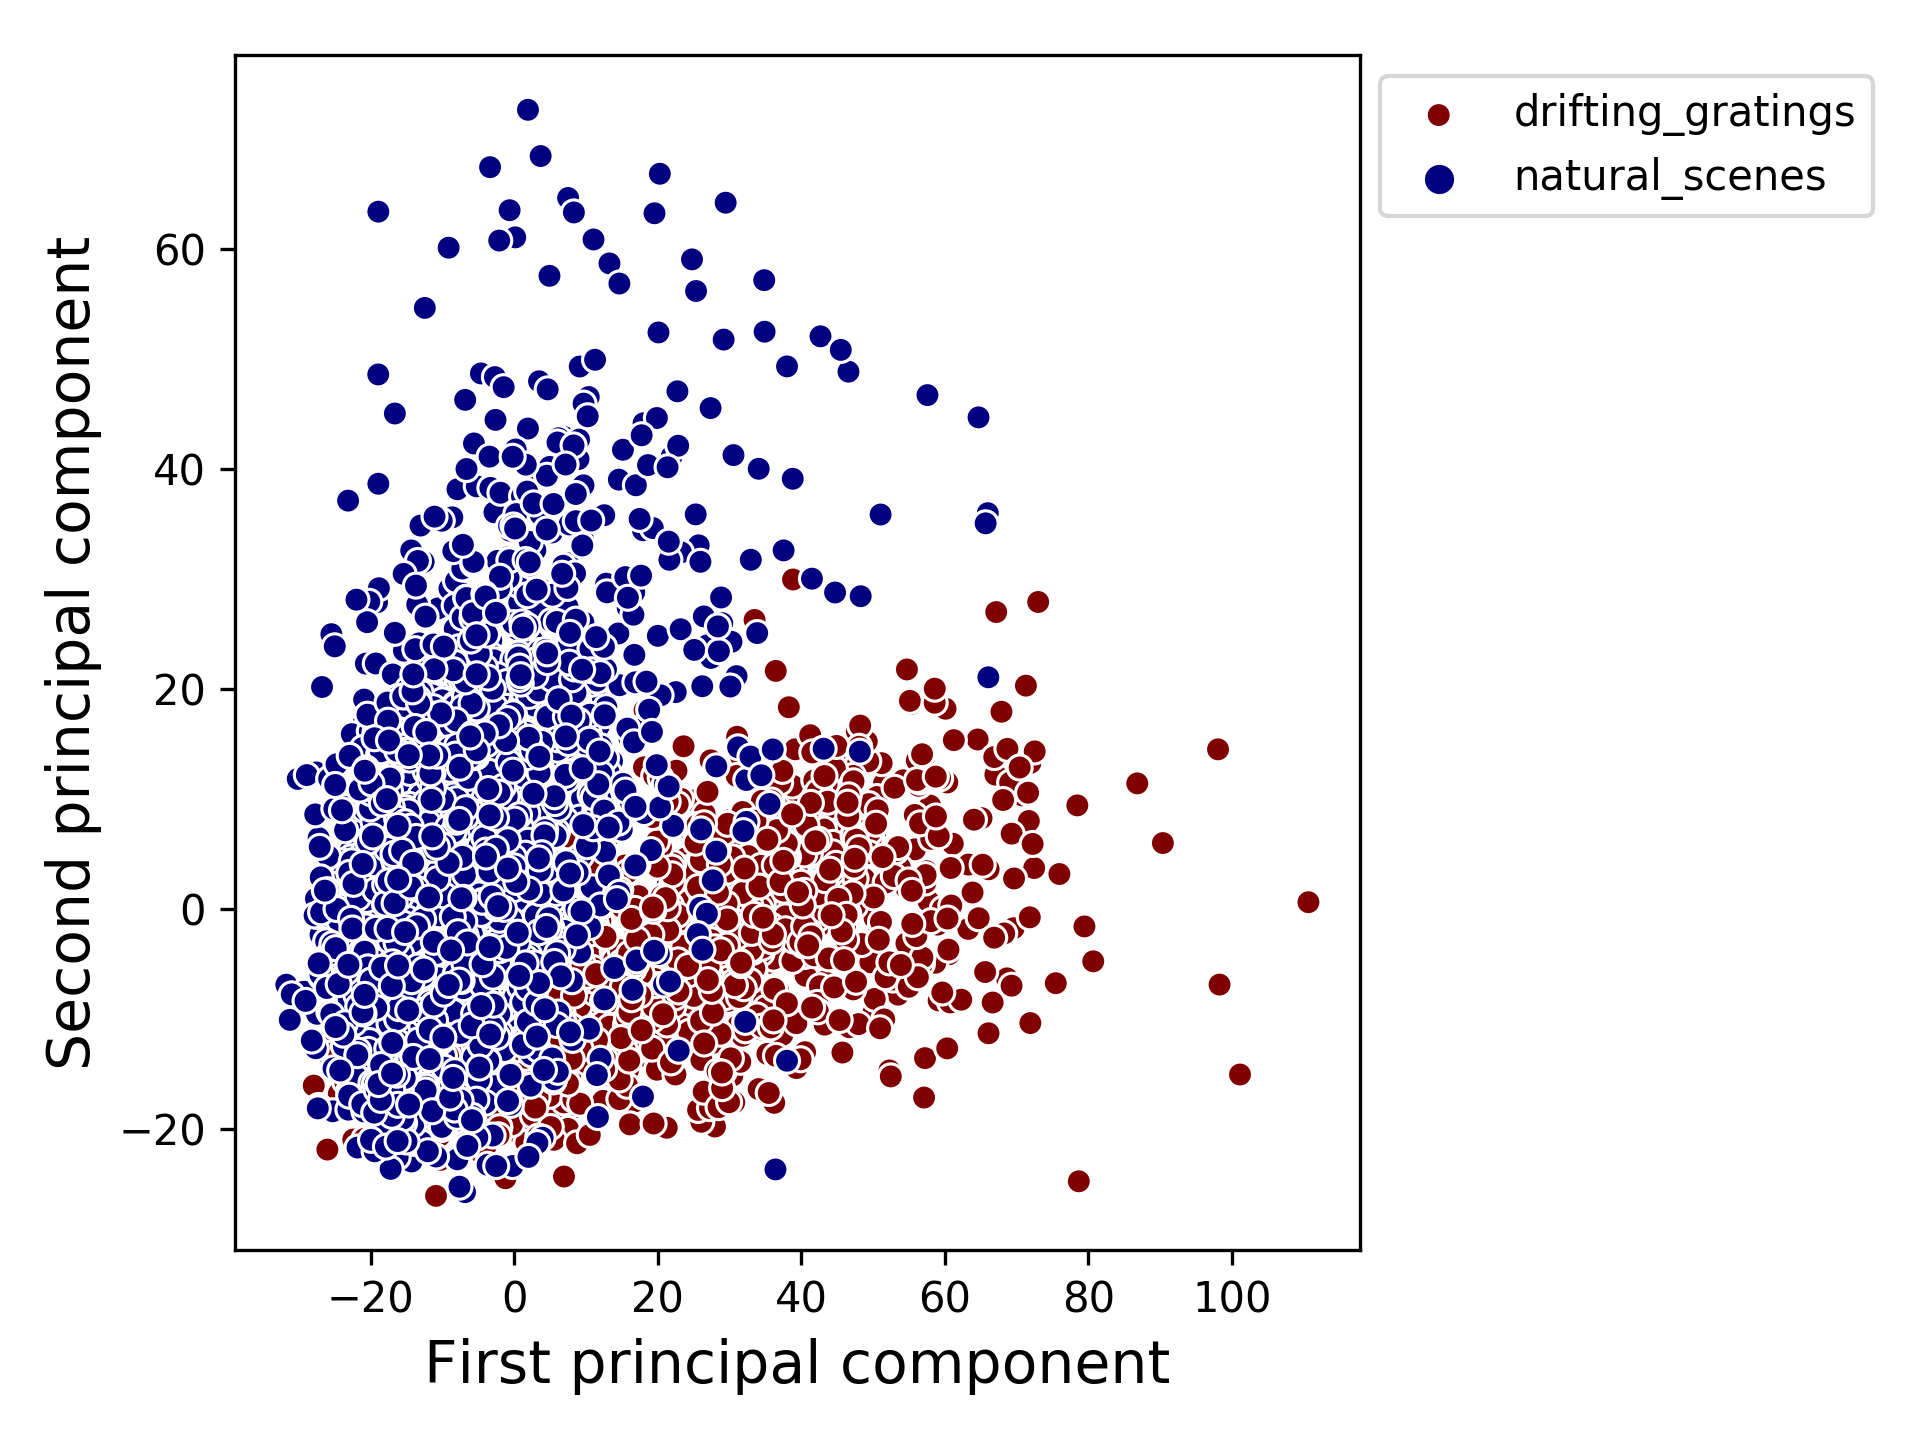 drifting_gratings
natural_scenes
Second principal component
60
40
20
0
−20
−20 0 20 40 60 80 100
First principal component